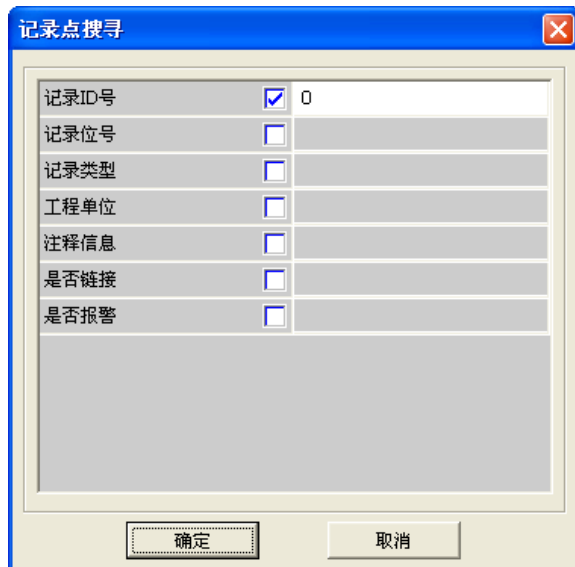 记录点搜寻
记录ID号 0
记录位号
记录类型
工程单位
注释信息
是否链接
是否报警
确定 取消